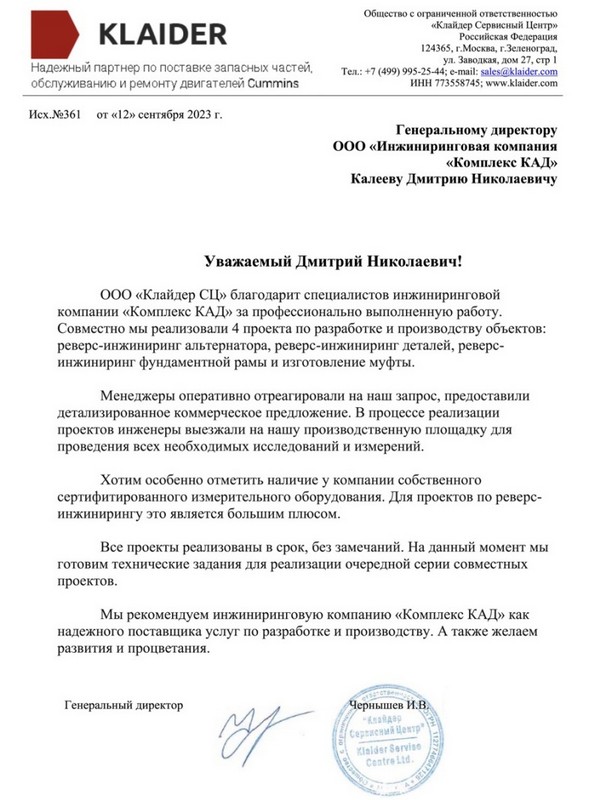 KLAIDER
Надежный партнер по поставке запасных частей,
обслуживанию и ремонту двигателей Cummins
Общество с ограниченной ответственностью
«Клайдер Сервисный Центр»
Российская Федерация
124365, г.Москва, г.Зеленоград,
ул. Заводская, дом 27, стр 1
Тел.: +7 (499) 995-25-44; e-mail: sales@klaider.com
ИНН 773558745; www.klaider.com
Исх.№361 от «12» сентября 2023 г.
Генеральному директору
ООО «Инжиниринговая компания
«Комплекс КАД»
Калееву Дмитрию Николаевичу
Уважаемый Дмитрий Николаевич!
ООО «Клайдер СЦ» благодарит специалистов инжиниринговой
компании «Комплекс КАД» за профессионально выполненную работу.
Совместно мы реализовали 4 проекта по разработке и производству объектов:
реверс-инжиниринг альтернатора, реверс-инжиниринг деталей, реверс-
инжиниринг фундаментной рамы и изготовление муфты.
Менеджеры оперативно отреагировали на наш запрос, предоставили
детализированное коммерческое предложение. В процессе реализации
проектов инженеры выезжали на нашу производственную площадку для
проведения всех необходимых исследований и измерений.
Хотим особенно отметить наличие у компании собственного
сертифитированного измерительного оборудования. Для проектов по реверс-
инжинирингу это является большим плюсом.
Все проекты реализованы в срок, без замечаний. На данный момент мы
готовим технические задания для реализации очередной серии совместных
проектов.
Мы рекомендуем инжиниринговую компанию «Комплекс КАД» как
надежного поставщика услуг по разработке и производству. А также желаем
развития и процветания.
Генеральный директор Чернышев И.В.
"Клайдер
Сервисный Центр"
Klaider Service
Centre Ltd.